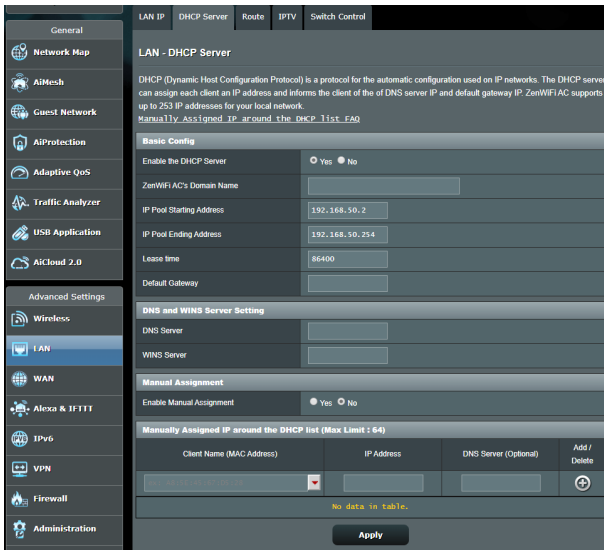 LAN IP DHCP Server Route IPTV Switch Control
General
Network Map
AiMesh
Guest Network
AiProtection
Adaptive QoS
Traffic Analyzer
USB Application
AiCloud 2.0
Advanced Settings
Wireless
LAN
WAN
Alexa & IFTTT
IPv6
VPN
Firewall
Administration
LAN - DHCP Server
DHCP (Dynamic Host Configuration Protocol) is a protocol for the automatic configuration used on IP networks. The DHCP server
can assign each client an IP address and informs the client of the of DNS server IP and default gateway IP. ZenWiFi AC supports
up to 253 IP addresses for your local network.
Manually Assigned IP around the DHCP list FAQ
Basic Config
Enable the DHCP Server Yes No
ZenWiFi AC's Domain Name
IP Pool Starting Address 192.168.50.2
IP Pool Ending Address 192.168.50.254
Lease time 86400
Default Gateway
DNS and WINS Server Setting
DNS Server
WINS Server
Manual Assignment
Enable Manual Assignment Yes No
Manually Assigned IP around the DHCP list (Max Limit : 64)
Client Name (MAC Address) IP Address DNS Server (Optional) Add / Delete
No data in table.
Apply